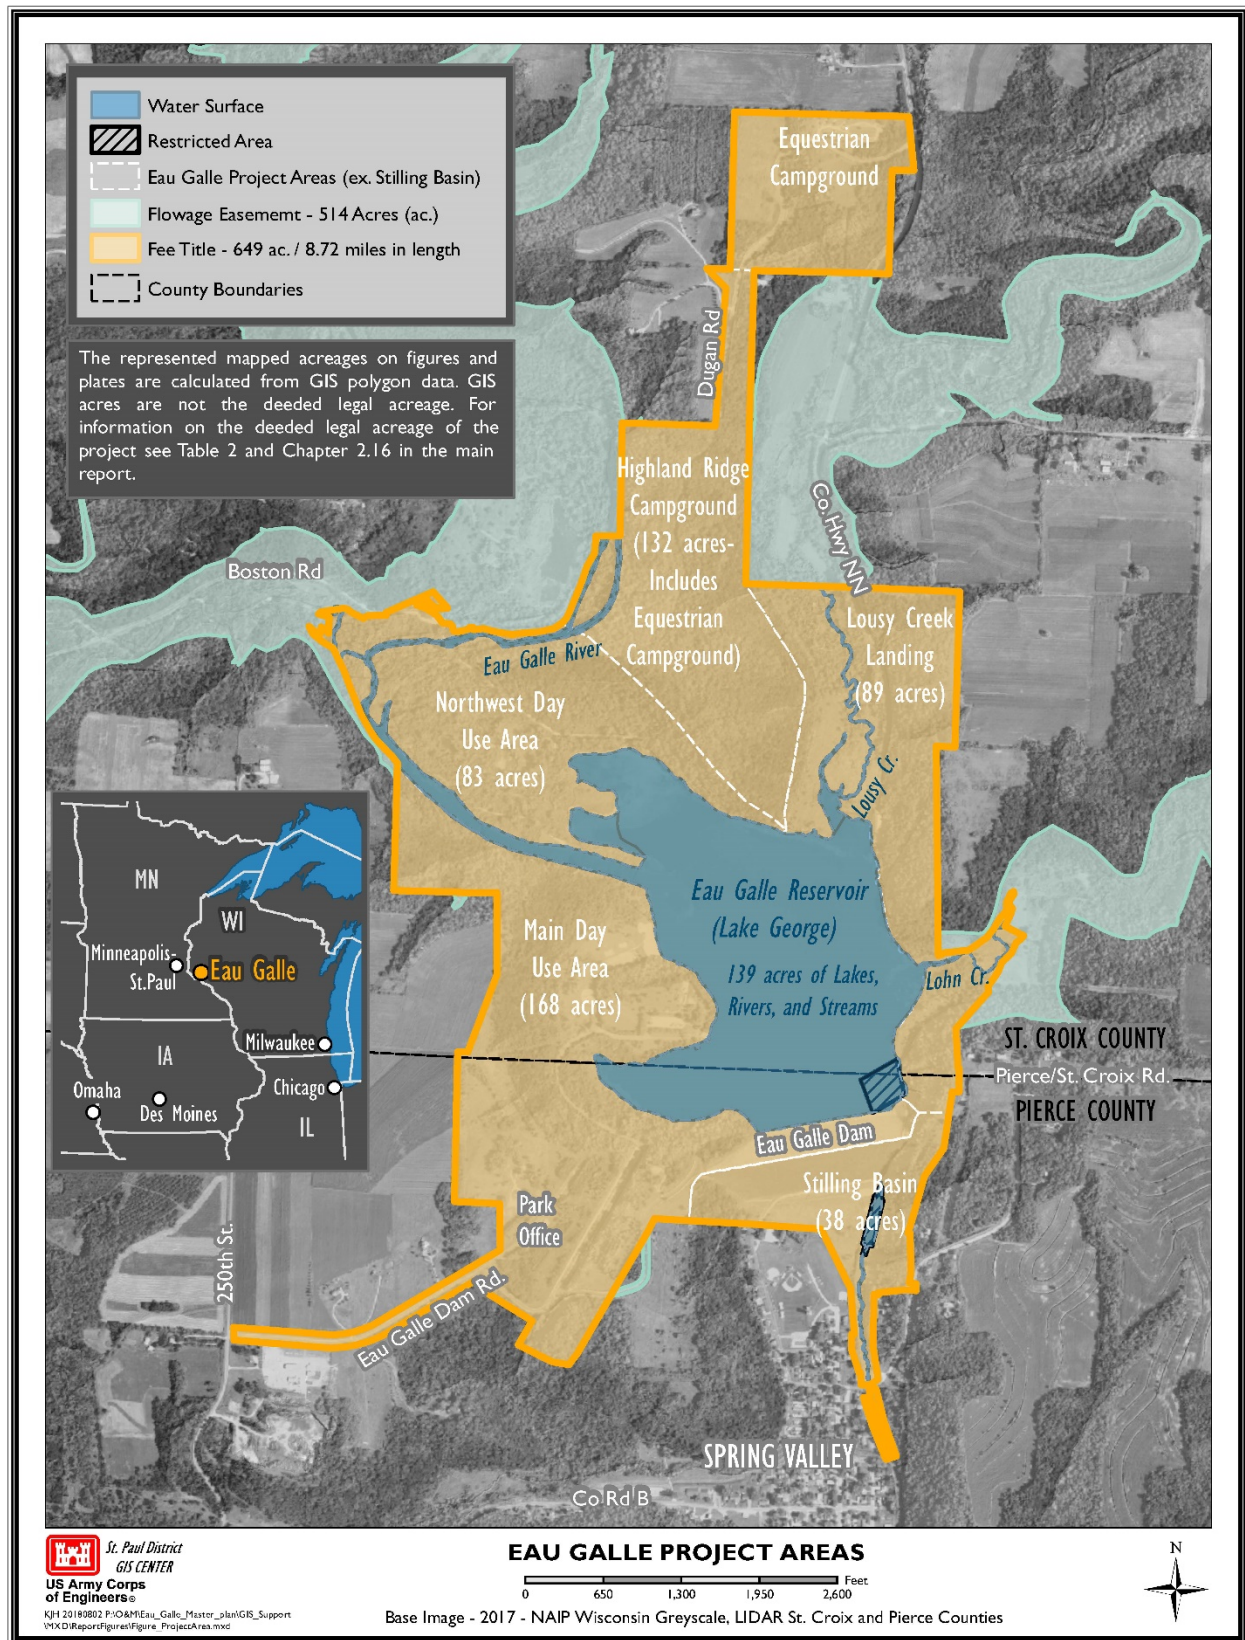 Water Surface
Restricted Area
Eau Galle Project Areas (ex. Stilling Basin)
Flowage Easememt - 514 Acres (ac.)
Fee Title - 649 ac. / 8.72 miles in length
County Boundaries
The represented mapped acreages on figures and
plates are calculated from GIS polygon data. GIS
acres are not the deeded legal acreage. For
information on the deeded legal acreage of the
project see Table 2 and Chapter 2.16 in the main
report.
Equestrian
Campground
Dugan Rd
Highland Ridge
Campground
(132 acres-
Includes
Equestrian
Campground)
Co. Hwy NN
Boston Rd
Eau Galle River
Lousy Creek
Landing
(89 acres)
Northwest Day
Use Area
(83 acres)
Lousy Cr.
Eau Galle Reservoir
(Lake George)
139 acres of Lakes,
Rivers, and Streams
Main Day
Use Area
(168 acres)
Lohn Cr.
MN
WI
Minneapolis-
St.Paul
Eau Galle
IA
Milwaukee
Omaha
Des Moines
Chicago
IL
ST. CROIX COUNTY
Pierce/St. Croix Rd.
PIERCE COUNTY
Eau Galle Dam
Stilling Basin
(38 acres)
Park
Office
250th St.
Eau Galle Dam Rd.
SPRING VALLEY
Co Rd B
St. Paul District
GIS CENTER
US Army Corps
of Engineers®
KJH 20180802 P:\O&M\Eau_Galle_Master_plan\GIS_Support
\MXD\ReportFigures\Figure_ProjectArea.mxd
EAU GALLE PROJECT AREAS
Feet
0 650 1,300 1,950 2,600
Base Image - 2017 - NAIP Wisconsin Greyscale, LIDAR St. Croix and Pierce Counties
N